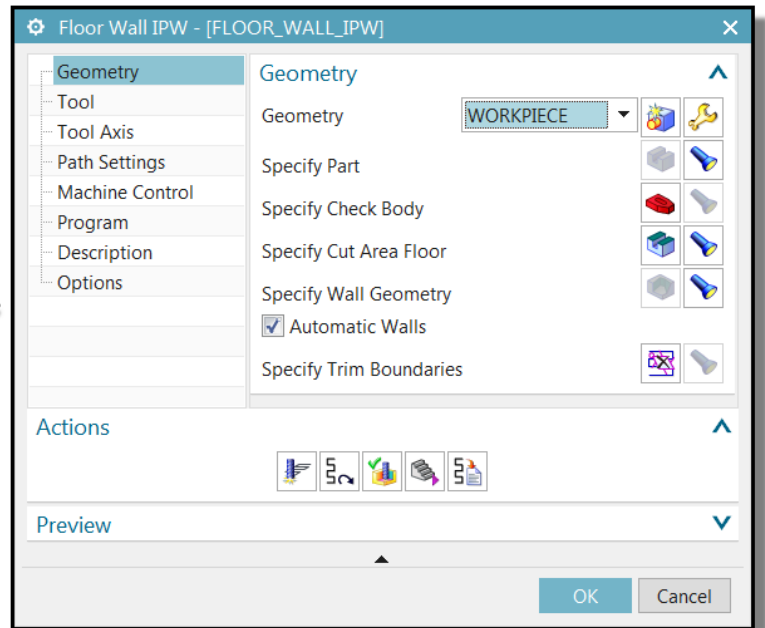 Floor Wall IPW - [FLOOR_WALL_IPW]
Geometry
Tool
Tool Axis
Path Settings
Machine Control
Program
Description
Options
Geometry
Geometry WORKPIECE
Specify Part
Specify Check Body
Specify Cut Area Floor
Specify Wall Geometry
Automatic Walls
Specify Trim Boundaries
Actions
Preview
OK Cancel